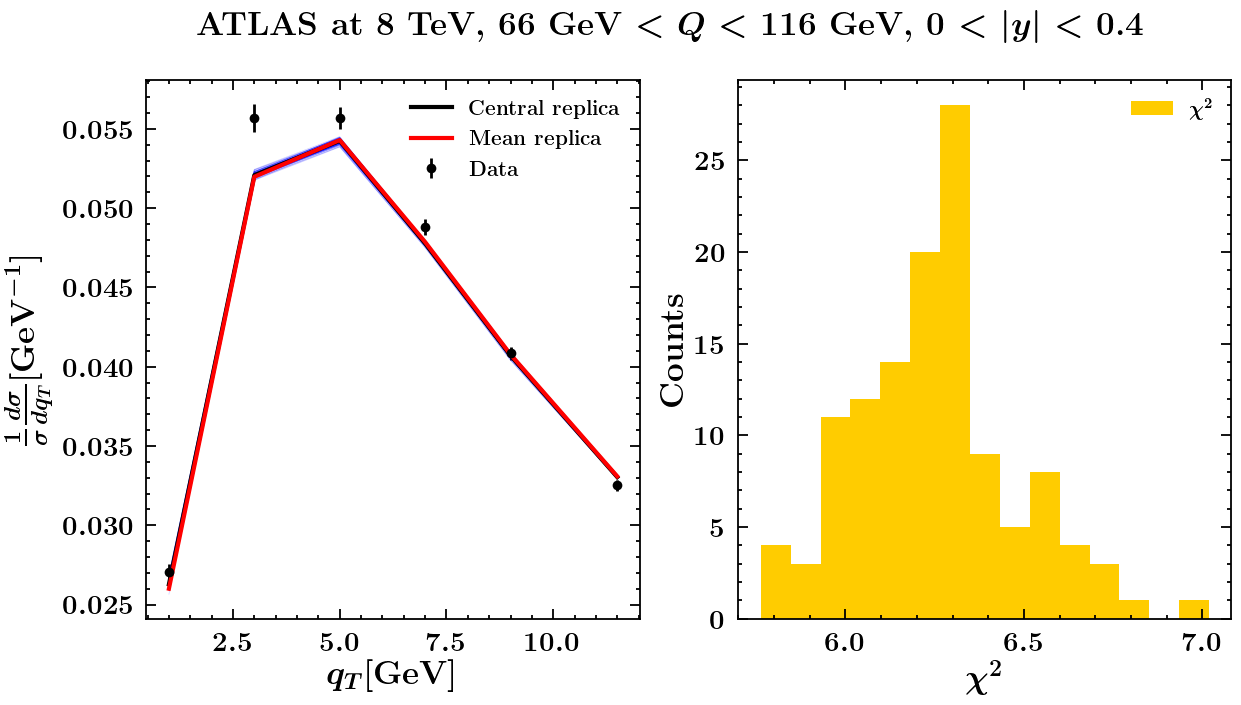 ATLAS at 8 TeV, 66 GeV < Q < 116 GeV, 0 < |y| < 0.4
Central replica
Mean replica
Data
0.055
0.050
0.045
0.040
0.035
0.030
0.025
2.5
5.0
7.5
10.0
q_T[GeV]
1/σ dσ/dq_T [GeV⁻¹]
χ²
25
20
15
10
5
0
6.0
6.5
7.0
χ²
Counts